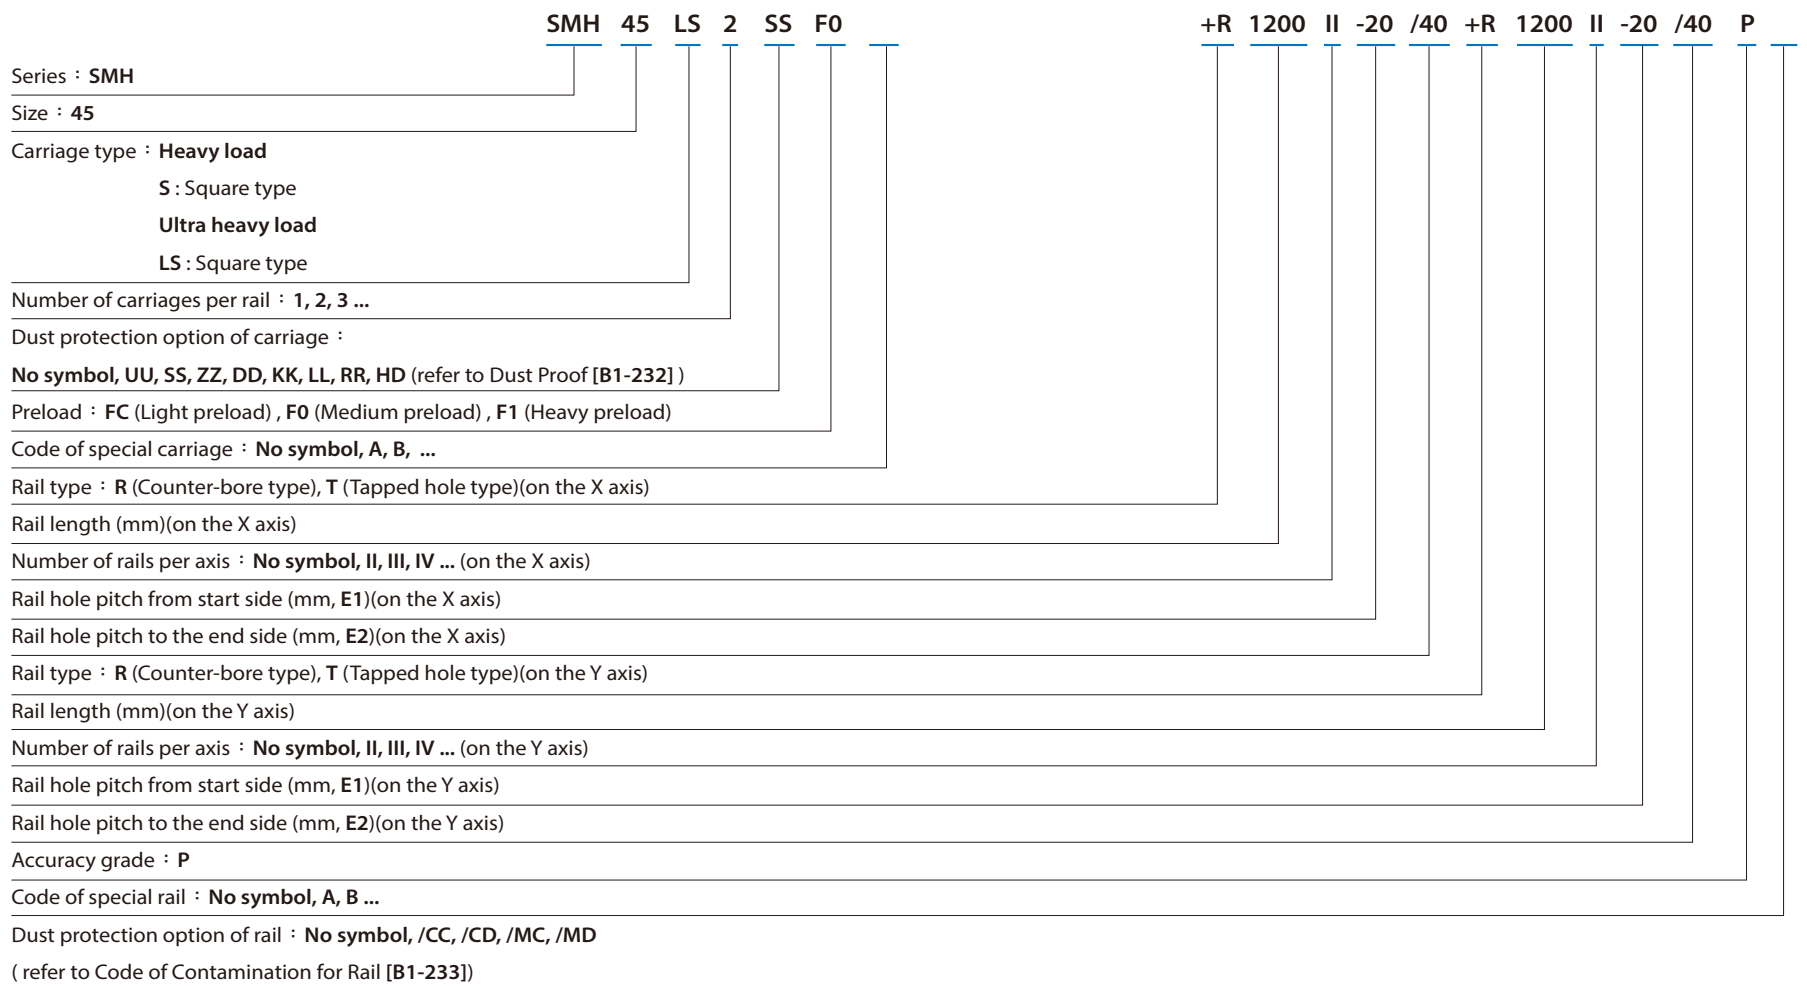 SMH 45 LS 2 SS F0 +R 1200 II -20 /40 +R 1200 II -20 /40 P
Series : SMH
Size : 45
Carriage type : Heavy load
S : Square type
Ultra heavy load
LS : Square type
Number of carriages per rail : 1, 2, 3 ...
Dust protection option of carriage :
No symbol, UU, SS, ZZ, DD, KK, LL, RR, HD (refer to Dust Proof [B1-232] )
Preload : FC (Light preload) , F0 (Medium preload) , F1 (Heavy preload)
Code of special carriage : No symbol, A, B, ...
Rail type : R (Counter-bore type), T (Tapped hole type)(on the X axis)
Rail length (mm)(on the X axis)
Number of rails per axis : No symbol, II, III, IV ... (on the X axis)
Rail hole pitch from start side (mm, E1)(on the X axis)
Rail hole pitch to the end side (mm, E2)(on the X axis)
Rail type : R (Counter-bore type), T (Tapped hole type)(on the Y axis)
Rail length (mm)(on the Y axis)
Number of rails per axis : No symbol, II, III, IV ... (on the Y axis)
Rail hole pitch from start side (mm, E1)(on the Y axis)
Rail hole pitch to the end side (mm, E2)(on the Y axis)
Accuracy grade : P
Code of special rail : No symbol, A, B ...
Dust protection option of rail : No symbol, /CC, /CD, /MC, /MD
( refer to Code of Contamination for Rail [B1-233])